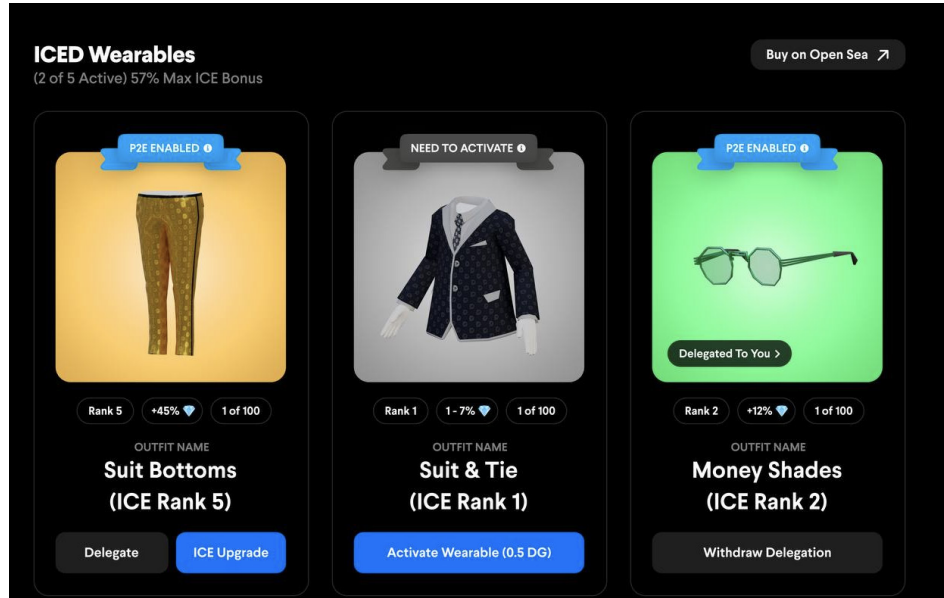 ICED Wearables
(2 of 5 Active) 57% Max ICE Bonus
Buy on Open Sea
P2E ENABLED
Delegate
Rank 5
+45%
1 of 100
OUTFIT NAME
Suit Bottoms
(ICE Rank 5)
Delegate
ICE Upgrade
NEED TO ACTIVATE
Rank 1
1 - 7%
1 of 100
OUTFIT NAME
Suit & Tie
(ICE Rank 1)
Activate Wearable (0.5 DG)
P2E ENABLED
Delegated To You >
Rank 2
+12%
1 of 100
OUTFIT NAME
Money Shades
(ICE Rank 2)
Withdraw Delegation